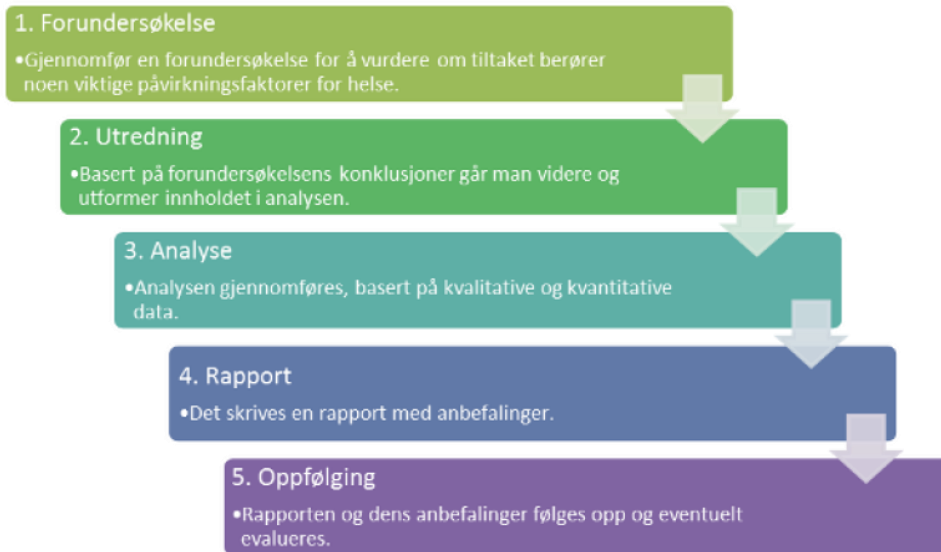 1. Forundersøkelse
•Gjennomfør en forundersøkelse for å vurdere om tiltaket berører
noen viktige påvirkningsfaktorer for helse.
2. Utredning
•Basert på forundersøkelsens konklusjoner går man videre og
utformer innholdet i analysen.
3. Analyse
•Analysen gjennomføres, basert på kvalitative og kvantitative
data.
4. Rapport
•Det skrives en rapport med anbefalinger.
5. Oppfølging
•Rapporten og dens anbefalinger følges opp og eventuelt
evalueres.